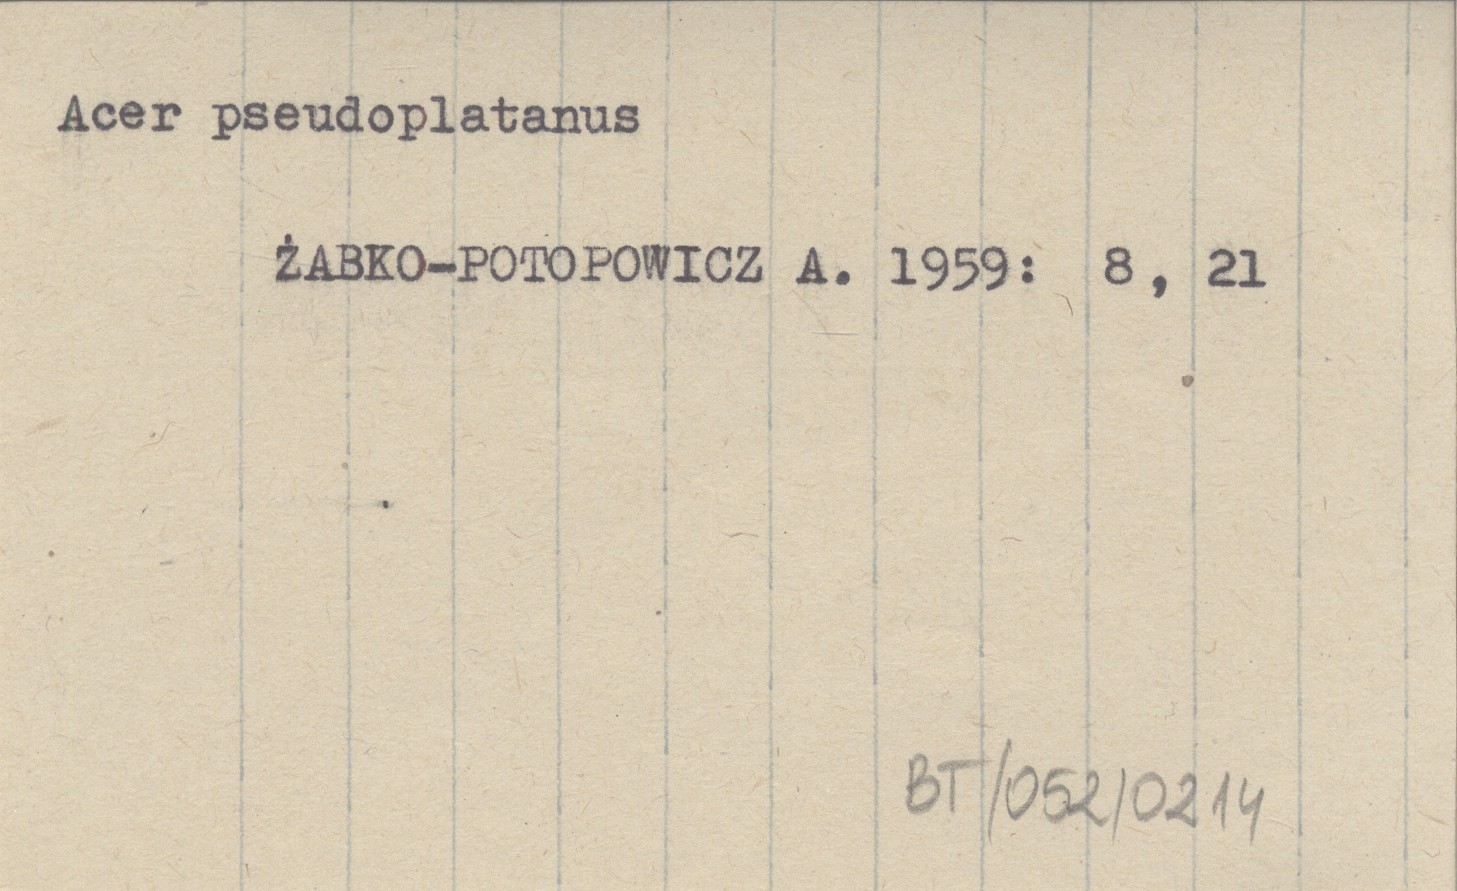 Acer pseudoplatanus
ŻABKO-POTOPOWICZ A. 1959: 8, 21
BT/052/0214